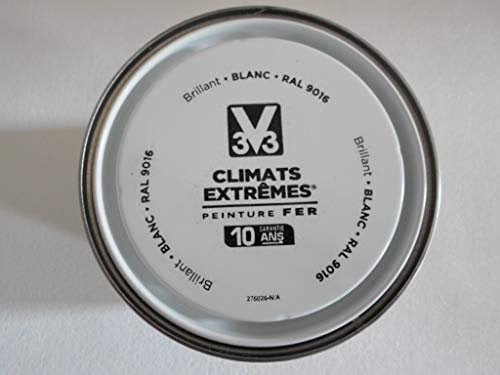 Brillant • BLANC • RAL 9016
Brillant • BLANC • RAL 9016
Brillant • BLANC • RAL 9016
V33
CLIMATS
EXTRÊMES®
PEINTURE FER
10 GARANTIE ANS
276026-N/A